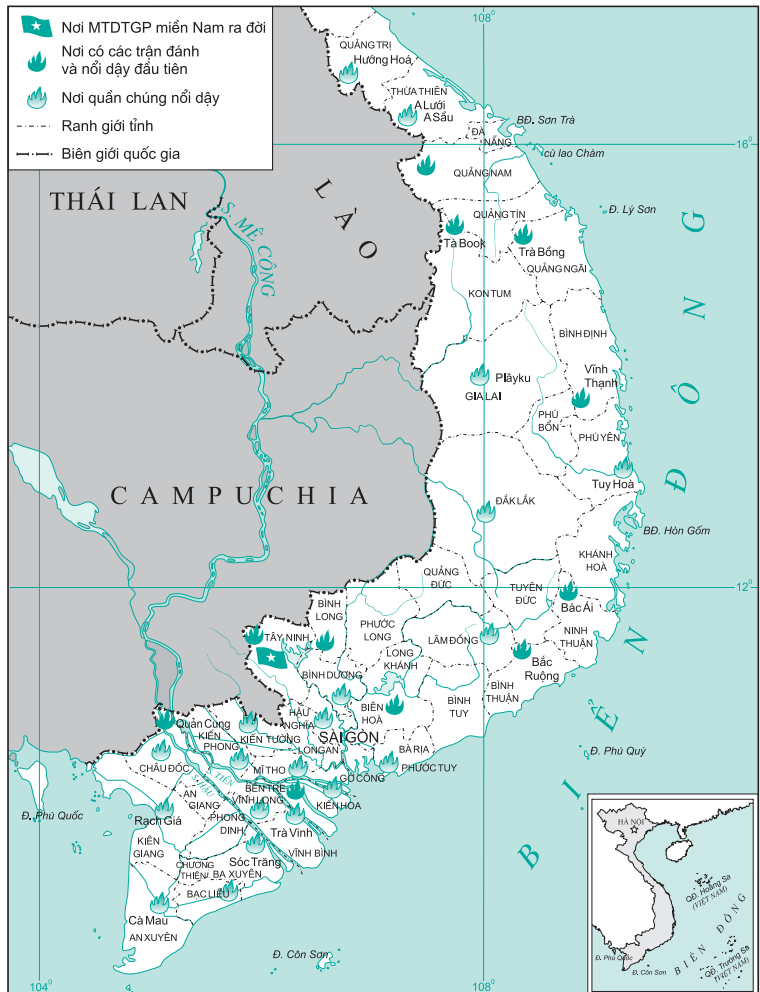 Nơi MTDTGP miền Nam ra đời
Nơi có các trận đánh
và nổi dậy đầu tiên
Nơi quần chúng nổi dậy
Ranh giới tỉnh
Biên giới quốc gia
108⁰
QUẢNG TRỊ
Hướng Hoá
THỪA THIÊN
A Lưới
A Sầu
BĐ. Sơn Trà
ĐÀ
NẴNG
cù lao Chàm
16⁰
QUẢNG NAM
THÁI LAN
LÀO
S. MÊ CÔNG
QUẢNG TÍN
Đ. Lý Sơn
Tà Book
Trà Bồng
QUẢNG NGÃI
KON TUM
BÌNH ĐỊNH
Vĩnh
Thạnh
Plâyku
GIA LAI
PHÚ
BỔN
PHÚ YÊN
Tuy Hoà
CAMPUCHIA
ĐẮK LẮK
BĐ. Hòn Gốm
KHÁNH
HOÀ
QUẢNG
ĐỨC
TUYÊN
ĐỨC
12⁰
Bác Ái
BÌNH
LONG
PHƯỚC
LONG
LÂM ĐỒNG
NINH
THUẬN
TÂY NINH
LONG
KHÁNH
Bắc
Ruộng
BÌNH DƯƠNG
BÌNH
THUẬN
BIÊN
HOÀ
BÌNH
TUY
HẬU
NGHĨA
Quản Cung
KIẾN
PHONG
KIẾN TƯỜNG
SÀI GÒN
LONGAN
BÀ RỊA
PHƯỚC TUY
Đ. Phú Quý
BIỂN ĐÔNG
CHÂU ĐỐC
S. TIỀN
S. HẬU
MĨ THO
GÒ CÔNG
BẾN TRE
KIẾN HÒA
AN
GIANG
VĨNH LONG
Đ. Phú Quốc
Rạch Giá
PHONG
DINH
Trà Vinh
KIÊN
GIANG
VĨNH BÌNH
Sóc Trăng
CHƯƠNG
THIỆN
BA XUYÊN
BẠC LIÊU
Cà Mau
AN XUYÊN
Đ. Côn Sơn
104⁰
108⁰
HÀ NỘI
QĐ. Hoàng Sa
(VIỆT NAM)
BIỂN ĐÔNG
Đ. Phú Quốc
Đ. Côn Sơn
QĐ. Trường Sa
(VIỆT NAM)